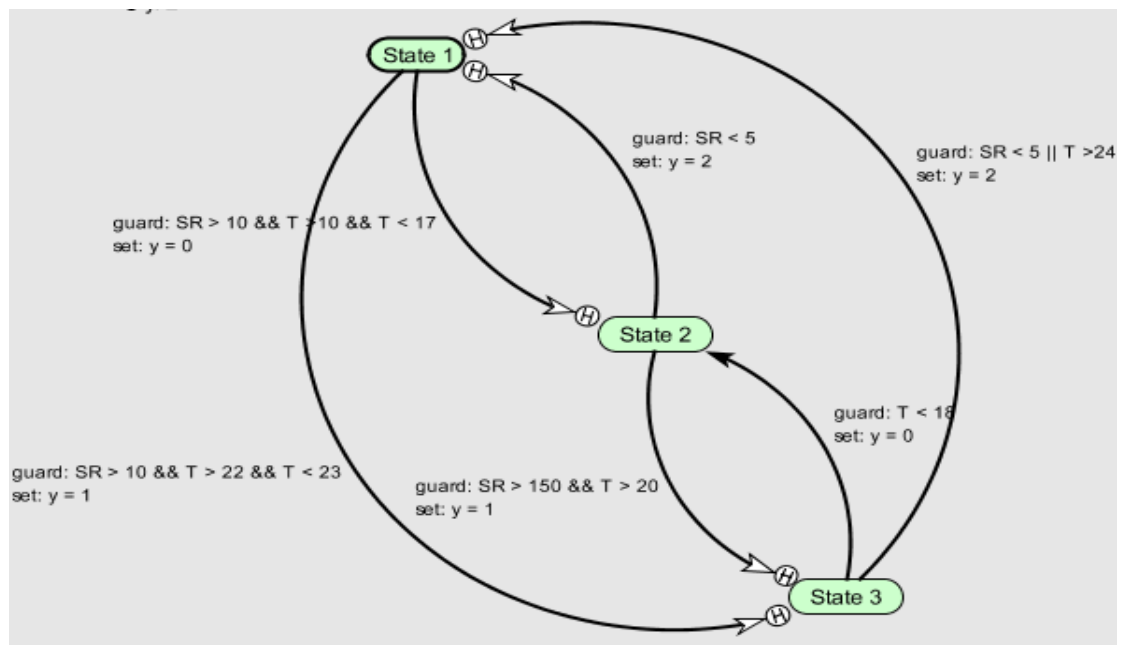 State 1
H
H
guard: SR < 5
set: y = 2
guard: SR < 5 || T >24
set: y = 2
guard: SR > 10 && T >10 && T < 17
set: y = 0
H
State 2
guard: T < 18
set: y = 0
guard: SR > 10 && T > 22 && T < 23
set: y = 1
guard: SR > 150 && T > 20
set: y = 1
H
State 3
H